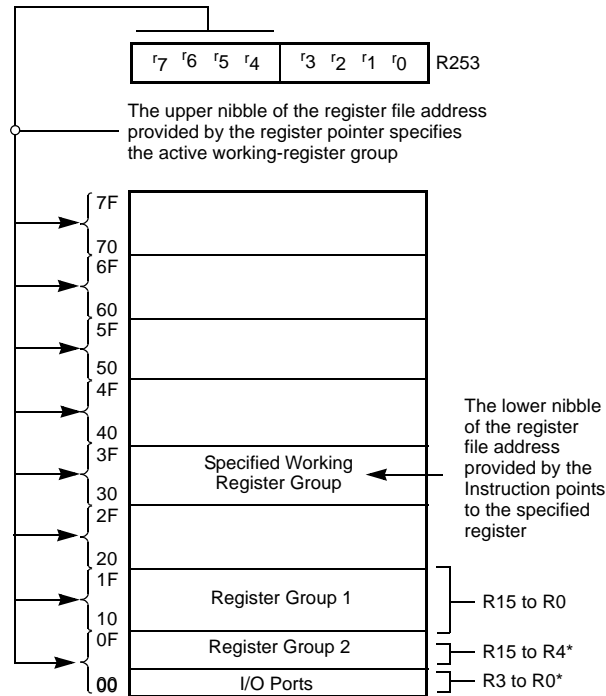 r7 r6 r5 r4 r3 r2 r1 r0 R253
The upper nibble of the register file address
provided by the register pointer specifies
the active working-register group
7F
70
6F
60
5F
50
4F
40
3F
Specified Working
Register Group
30
2F
The lower nibble
of the register
file address
provided by the
Instruction points
to the specified
register
20
1F
Register Group 1
R15 to R0
10
0F
Register Group 2
R15 to R4*
00
I/O Ports
R3 to R0*